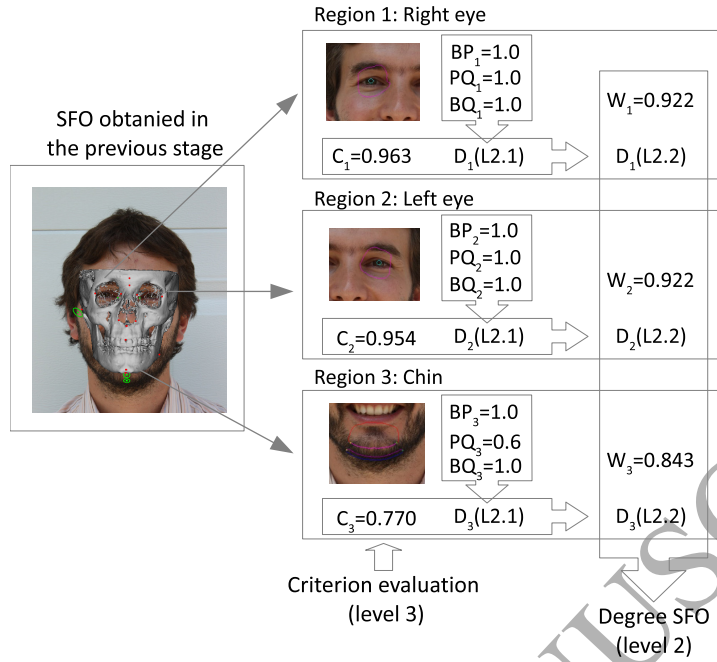 Region 1: Right eye
BP1=1.0
PQ1=1.0
BQ1=1.0
W1=0.922
C1=0.963
D1(L2.1)
D1(L2.2)
SFO obtanied in
the previous stage
Region 2: Left eye
BP2=1.0
PQ2=1.0
BQ2=1.0
W2=0.922
C2=0.954
D2(L2.1)
D2(L2.2)
Region 3: Chin
BP3=1.0
PQ3=0.6
BQ3=1.0
W3=0.843
C3=0.770
D3(L2.1)
D3(L2.2)
Criterion evaluation
(level 3)
Degree SFO
(level 2)